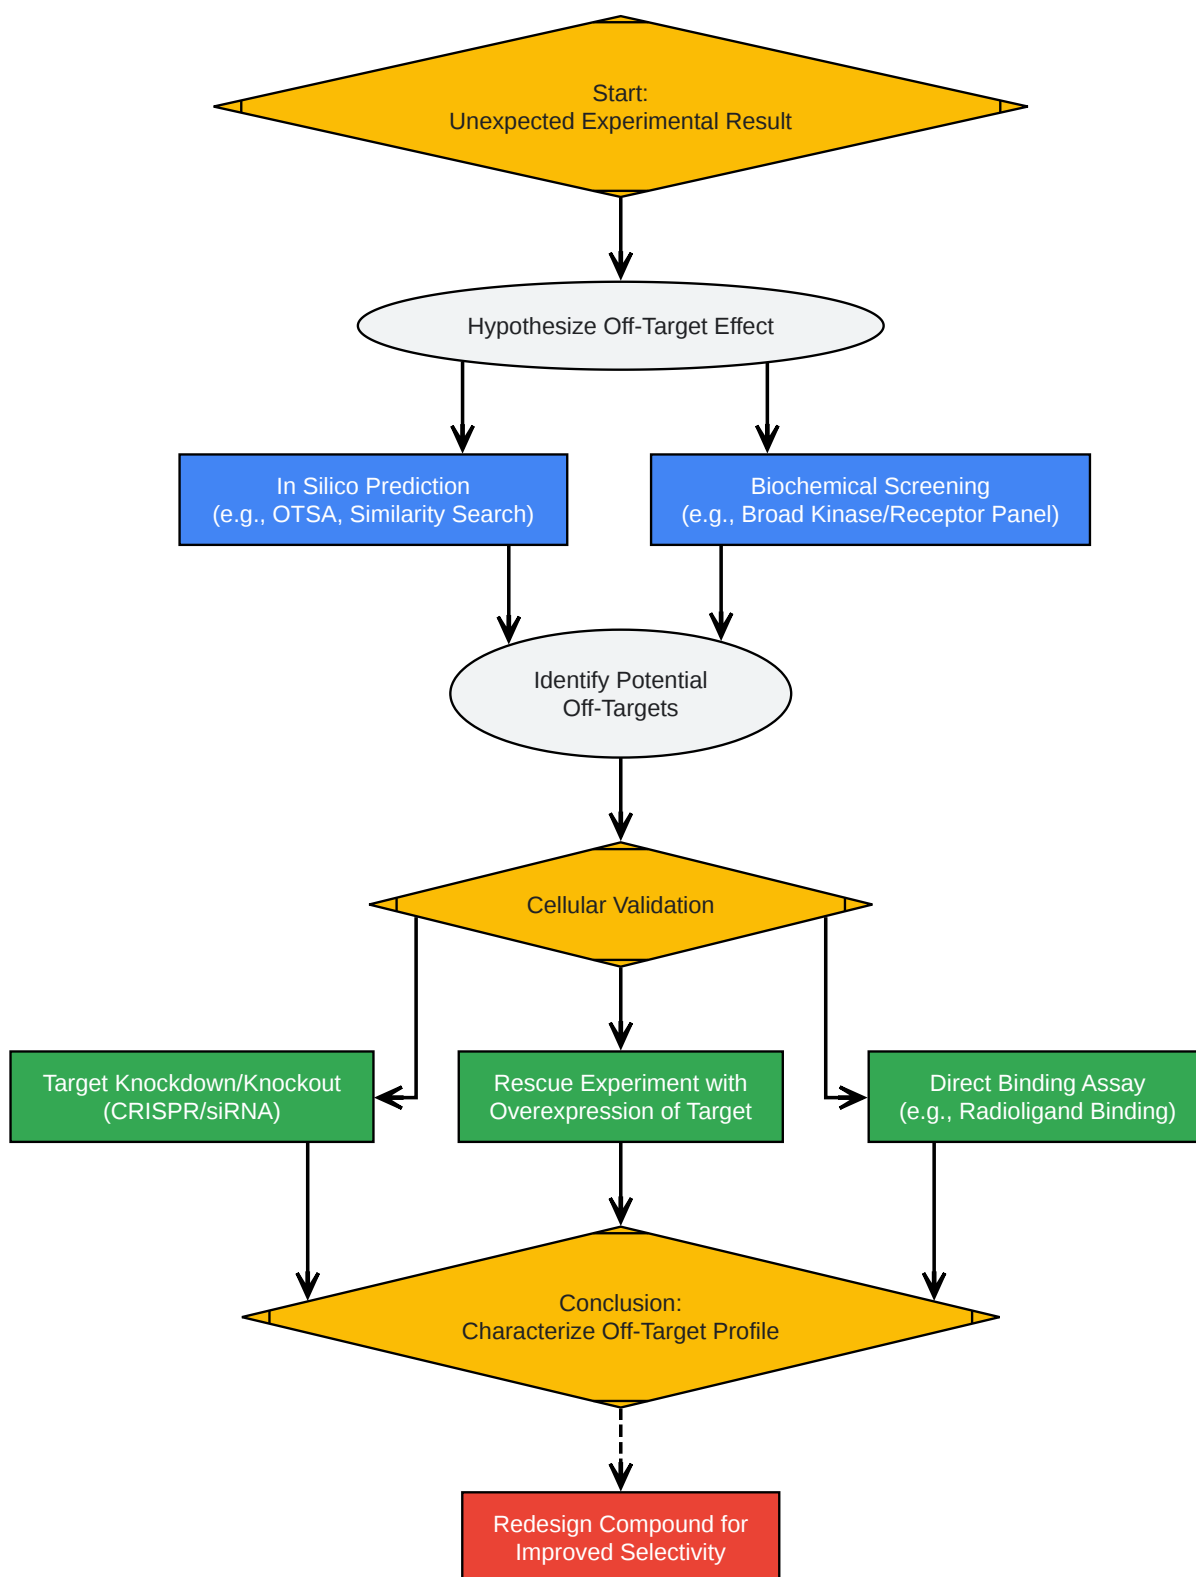 Start:
Unexpected Experimental Result
Hypothesize Off-Target Effect
In Silico Prediction
(e.g., OTSA, Similarity Search)
Biochemical Screening
(e.g., Broad Kinase/Receptor Panel)
Identify Potential
Off-Targets
Cellular Validation
Target Knockdown/Knockout
(CRISPR/siRNA)
Rescue Experiment with
Overexpression of Target
Direct Binding Assay
(e.g., Radioligand Binding)
Conclusion:
Characterize Off-Target Profile
Redesign Compound for
Improved Selectivity